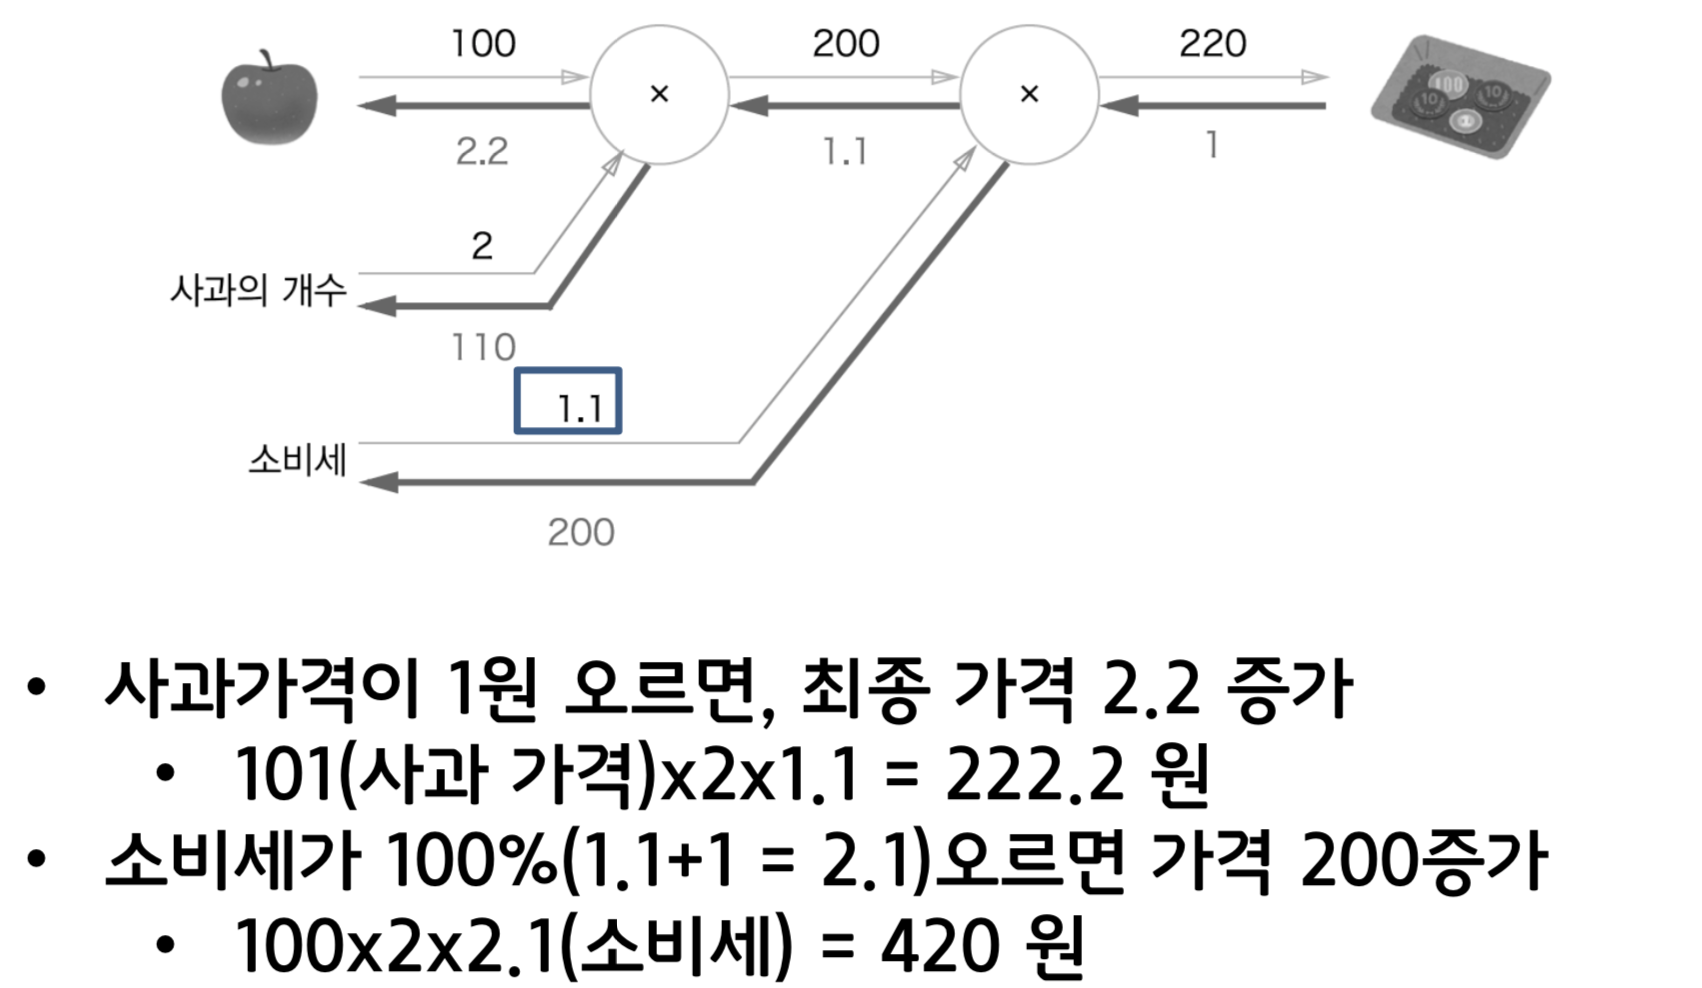 100 200 220
× ×
2.2 1.1 1
2
사과의 개수
110
1.1
소비세
200
• 사과가격이 1원 오르면, 최종 가격 2.2 증가
• 101(사과 가격)x2x1.1 = 222.2 원
• 소비세가 100%(1.1+1 = 2.1)오르면 가격 200증가
• 100x2x2.1(소비세) = 420 원